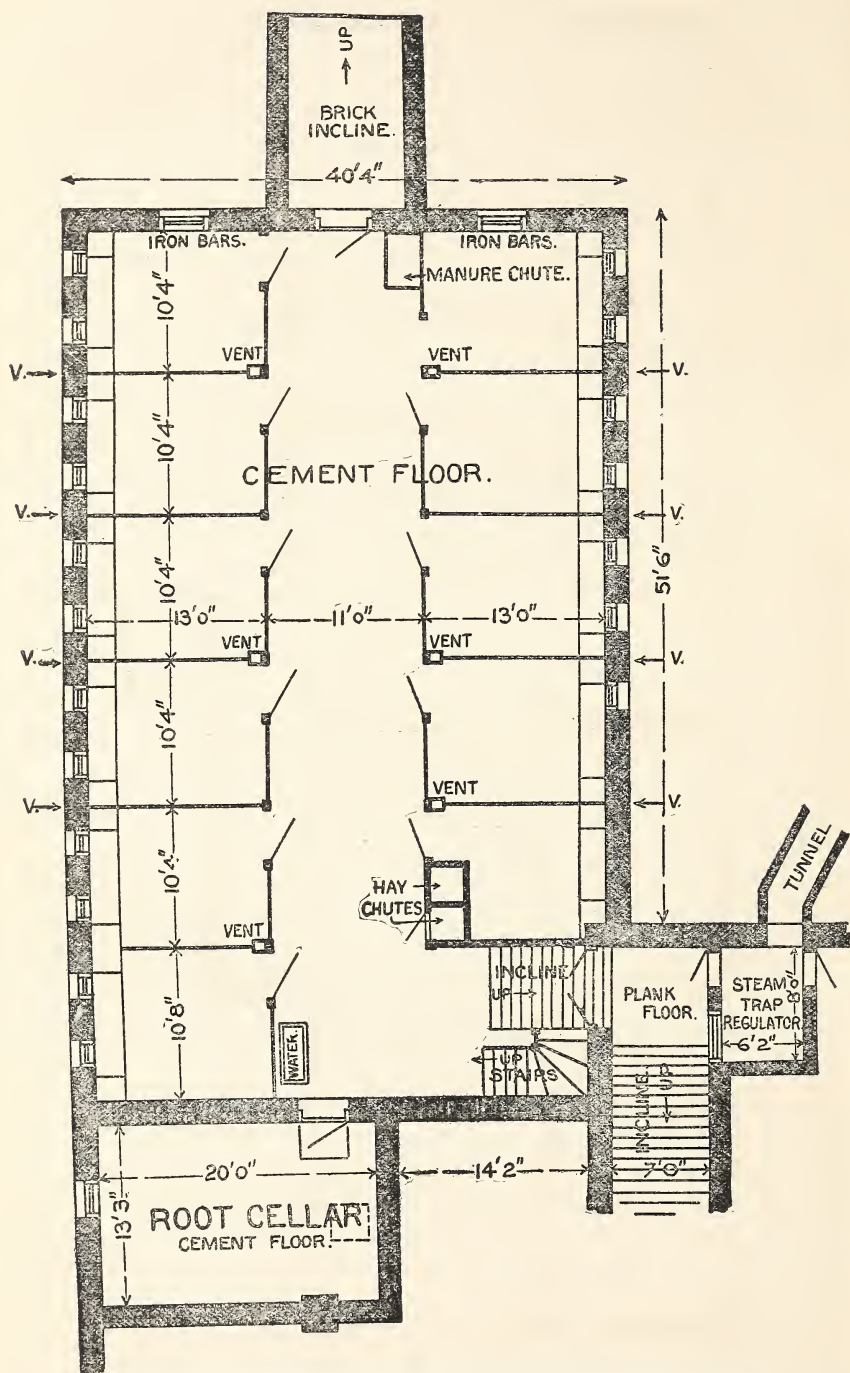 UP
BRICK
INCLINE.
40'4"
IRON BARS.
IRON BARS.
MANURE CHUTE.
10'4"
VENT
VENT
V.
V.
10'4"
CEMENT FLOOR.
V.
V.
10'4"
51'6"
13'0"
11'0"
13'0"
VENT
VENT
V.
V.
10'4"
VENT
V.
V.
10'4"
TUNNEL
HAY
CHUTES
VENT
INCLINE
UP
PLANK
FLOOR.
STEAM
TRAP
REGULATOR
8'0"
6'2"
10'8"
WATER.
UP
STAIRS
INCLINE.
UP
20'0"
14'2"
7'0"
13'3"
ROOT CELLAR
CEMENT FLOOR.